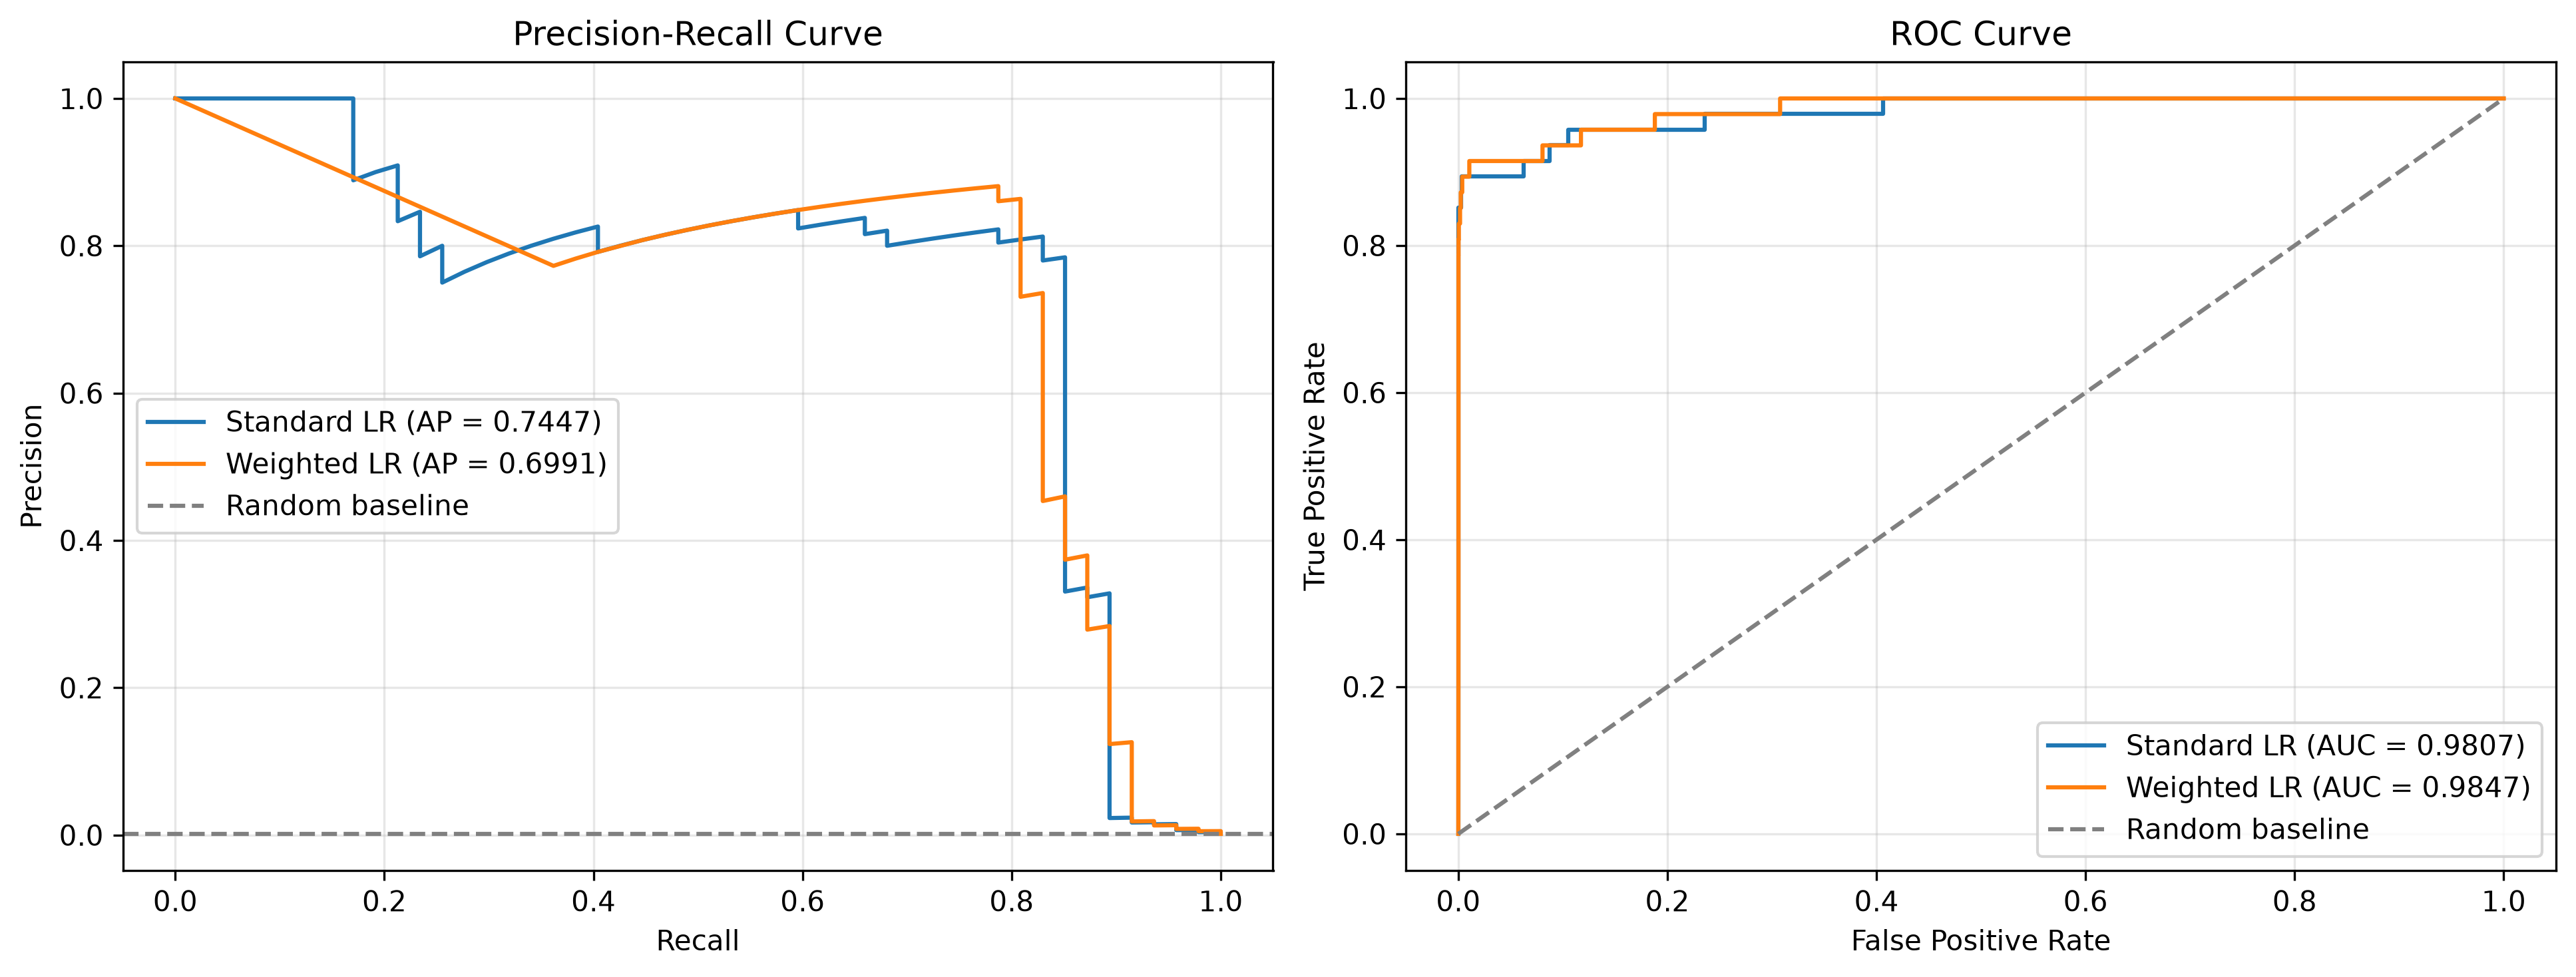 Precision-Recall Curve
1.0
0.8
0.6
0.4
0.2
0.0
Precision
Standard LR (AP = 0.7447)
Weighted LR (AP = 0.6991)
Random baseline
0.0 0.2 0.4 0.6 0.8 1.0
Recall
ROC Curve
1.0
0.8
0.6
0.4
0.2
0.0
True Positive Rate
Standard LR (AUC = 0.9807)
Weighted LR (AUC = 0.9847)
Random baseline
0.0 0.2 0.4 0.6 0.8 1.0
False Positive Rate